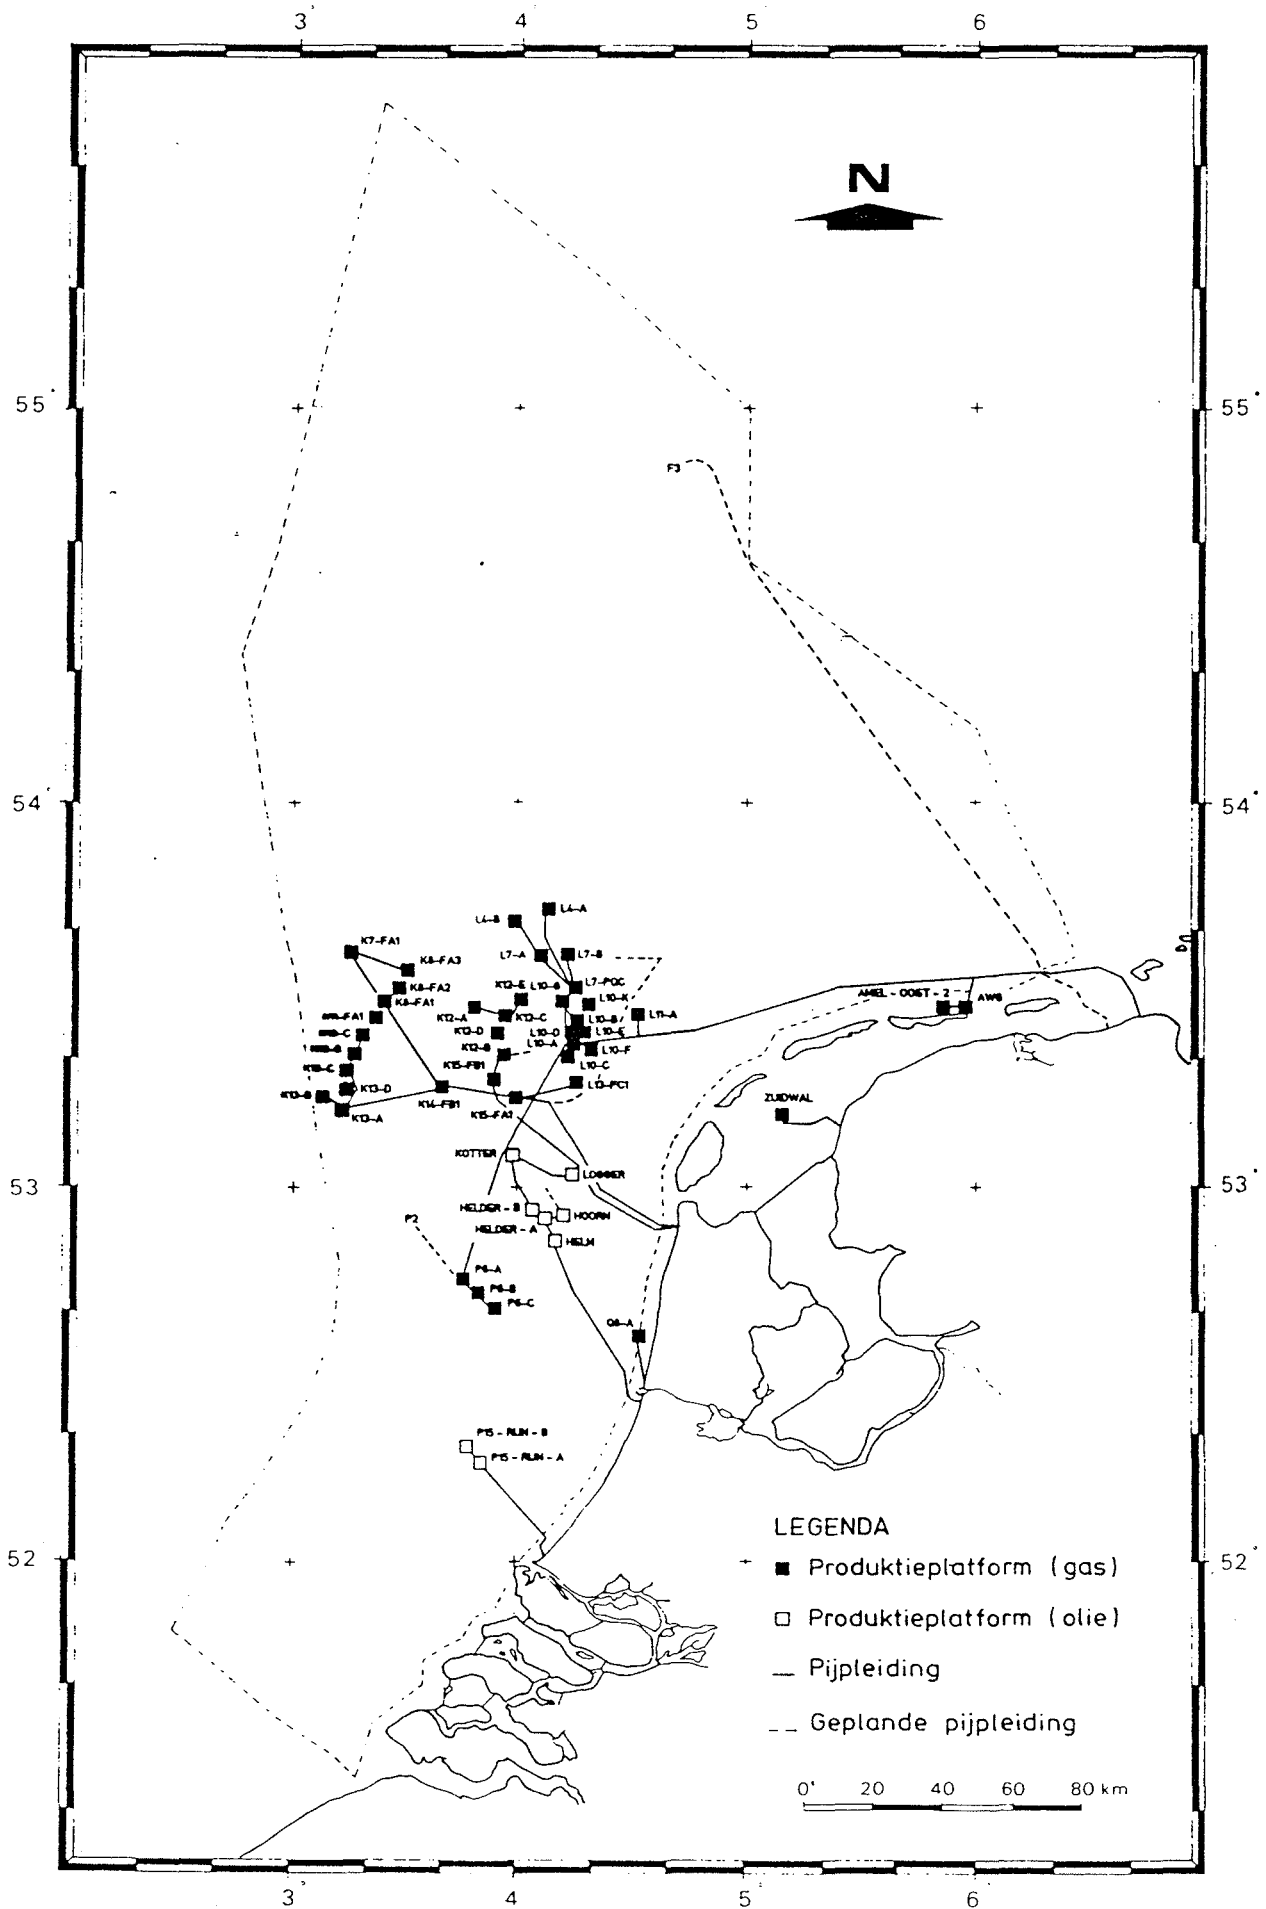 3 4 5 6
N
55° 55°
F3
54° 54°
L4-B L4-A
K7-FA1 L7-A L7-B
K8-FA3
K8-FA2 K12-E L10-G L7-PQC
K8-FA1 L10-K AMEL-OOST-2 AW6
K12-A K12-C L10-B L11-A
K12-D L10-D L10-E
K12-B L10-A L10-F
K15-FB1 L10-C
K13-D L13-PC1
K13-B K14-FB1 ZUIDWAL
K13-A K15-FA1
KOTTER
LOGGER
53 53°
HELDER-B HOORN
P2 HELDER-A
HELM
P6-A
P6-B
P6-C
Q8-A
P15-RIJN-B
P15-RIJN-A
LEGENDA
52 52°
Produktieplatform (gas)
Produktieplatform (olie)
Pijpleiding
Geplande pijpleiding
0 20 40 60 80 km
3 4 5 6